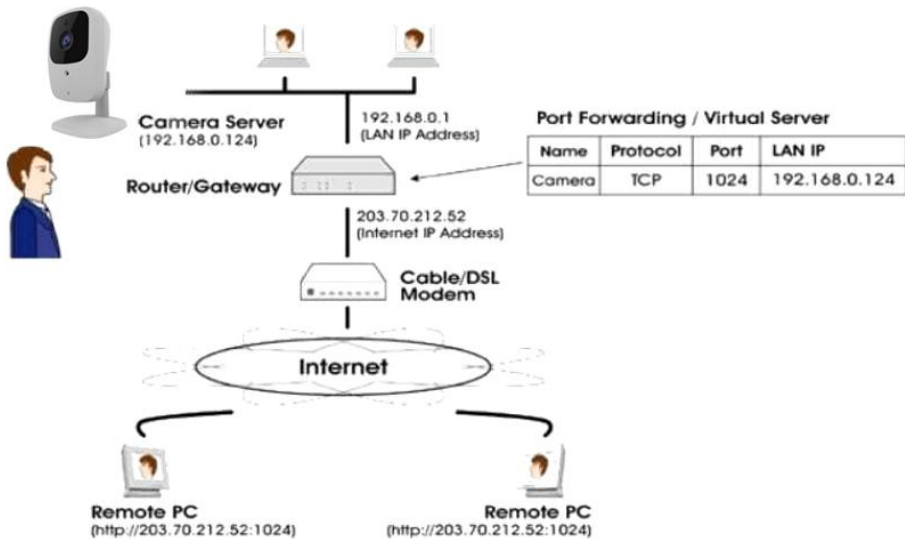 Camera Server
(192.168.0.124)
192.168.0.1
(LAN IP Address)
Port Forwarding / Virtual Server
Name Protocol Port LAN IP
Camera TCP 1024 192.168.0.124
Router/Gateway
203.70.212.52
(Internet IP Address)
Cable/DSL
Modem
Internet
Remote PC
(http://203.70.212.52:1024)
Remote PC
(http://203.70.212.52:1024)